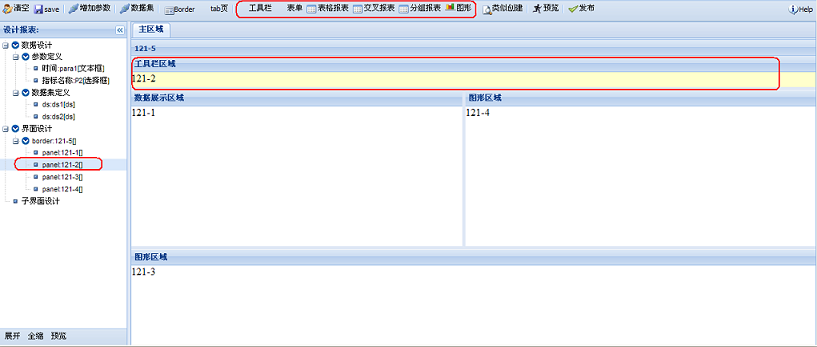 清空 save 增加参数 数据集 Border tab页 工具栏 表单 表格报表 交叉报表 分组报表 图形 类似创建 预览 发布 Help
设计报表:
主区域
数据设计
参数定义
时间:para1[文本框]
指标名称:P2[选择框]
数据集定义
ds:ds1[ds]
ds:ds2[ds]
界面设计
border:121-5[]
panel:121-1[]
panel:121-2[]
panel:121-3[]
panel:121-4[]
子界面设计
展开 全缩 预览
121-5
工具栏区域
121-2
数据展示区域 图形区域
121-1 121-4
图形区域
121-3